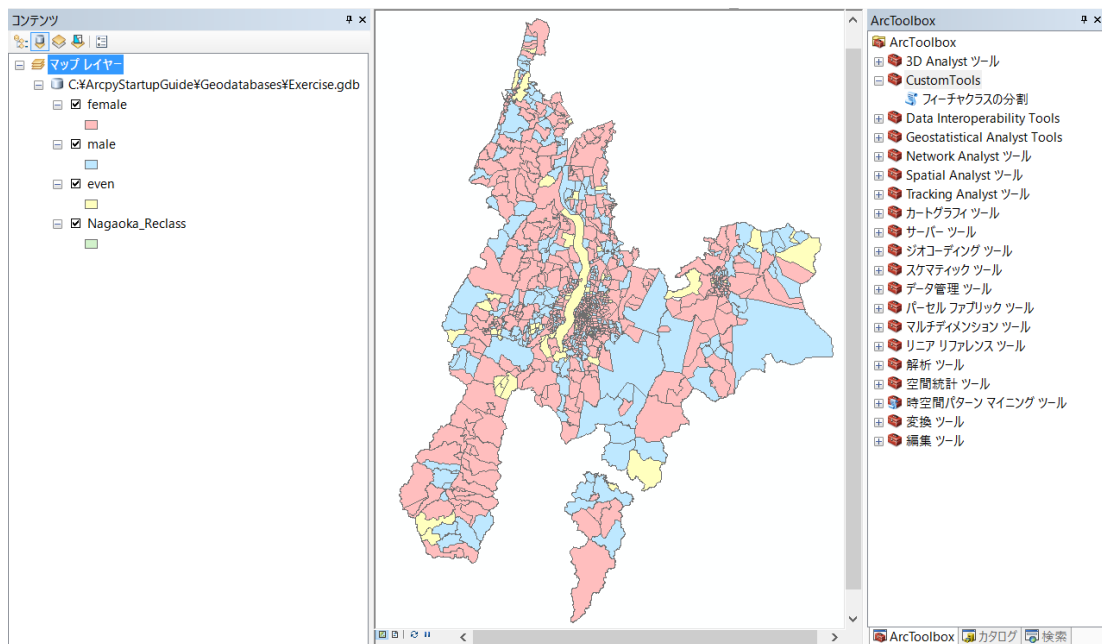 コンテンツ
マップ レイヤー
C:¥ArcpyStartupGuide¥Geodatabases¥Exercise.gdb
female
male
even
Nagaoka_Reclass
ArcToolbox
ArcToolbox
3D Analyst ツール
CustomTools
フィーチャクラスの分割
Data Interoperability Tools
Geostatistical Analyst Tools
Network Analyst ツール
Spatial Analyst ツール
Tracking Analyst ツール
カートグラフィ ツール
サーバー ツール
ジオコーディング ツール
スケマティック ツール
データ管理 ツール
パーセル ファブリック ツール
マルチディメンション ツール
リニア リファレンス ツール
解析 ツール
空間統計 ツール
時空間パターン マイニング ツール
変換 ツール
編集 ツール
ArcToolbox
カタログ
検索